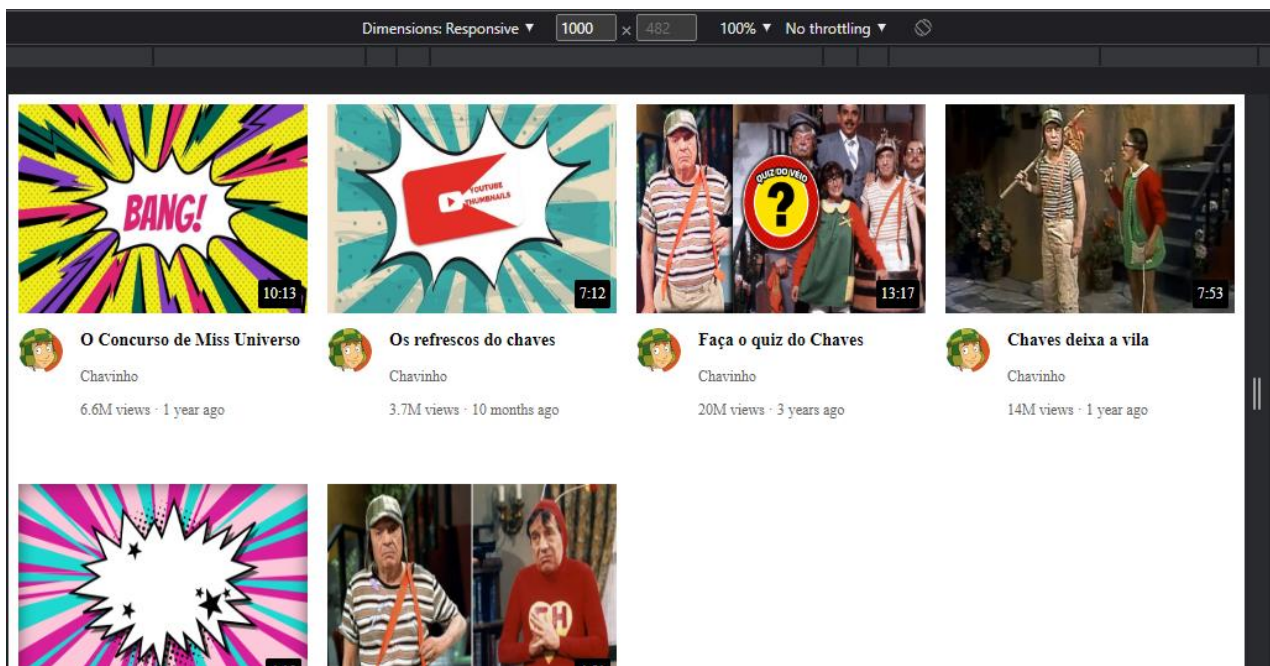 Dimensions: Responsive ▼ 1000 × 482 100% ▼ No throttling ▼
BANG!
10:13
YOUTUBE
THUMBNAILS
7:12
QUIZ DO VÉIO
?
13:17
7:53
O Concurso de Miss Universo
Chavinho
6.6M views · 1 year ago
Os refrescos do chaves
Chavinho
3.7M views · 10 months ago
Faça o quiz do Chaves
Chavinho
20M views · 3 years ago
Chaves deixa a vila
Chavinho
14M views · 1 year ago
CH